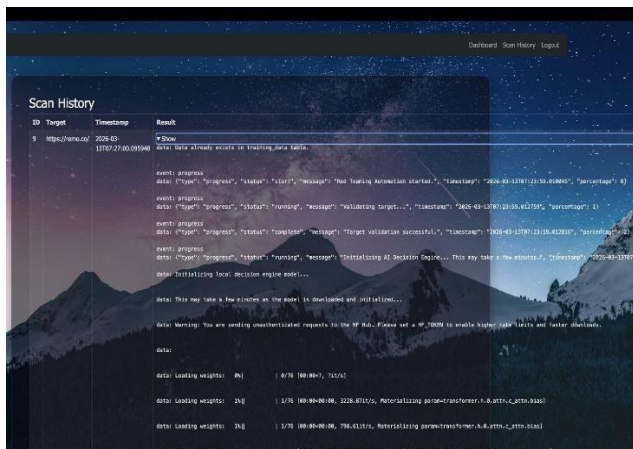 Dashboard Scan History Logout
Scan History
ID Target Timestamp Result
9 https://remo.co/ 2026-03-13T07:27:00.095948 ▼Show
data: Data already exists in training_data table.
event: progress
data: {"type": "progress", "status": "start", "message": "Red Teaming Automation started.", "timestamp": "2026-03-13T07:23:59.010045", "percentage": 0}
event: progress
data: {"type": "progress", "status": "running", "message": "Validating target...", "timestamp": "2026-03-13T07:23:59.012759", "percentage": 1}
event: progress
data: {"type": "progress", "status": "complete", "message": "Target validation successful.", "timestamp": "2026-03-13T07:23:59.012816", "percentage": 2}
event: progress
data: {"type": "progress", "status": "running", "message": "Initializing AI Decision Engine... This may take a few minutes.", "timestamp": "2026-03-13T07
data: Initializing local decision engine model...
data: This may take a few minutes as the model is downloaded and initialized...
data: Warning: You are sending unauthenticated requests to the HF Hub. Please set a HF_TOKEN to enable higher rate limits and faster downloads.
data:
data: Loading weights: 0%| | 0/76 [00:00<?, ?it/s]
data: Loading weights: 1%| | 1/76 [00:00<00:00, 3228.87it/s, Materializing param=transformer.h.0.attn.c_attn.bias]
data: Loading weights: 1%| | 1/76 [00:00<00:00, 798.61it/s, Materializing param=transformer.h.0.attn.c_attn.bias]